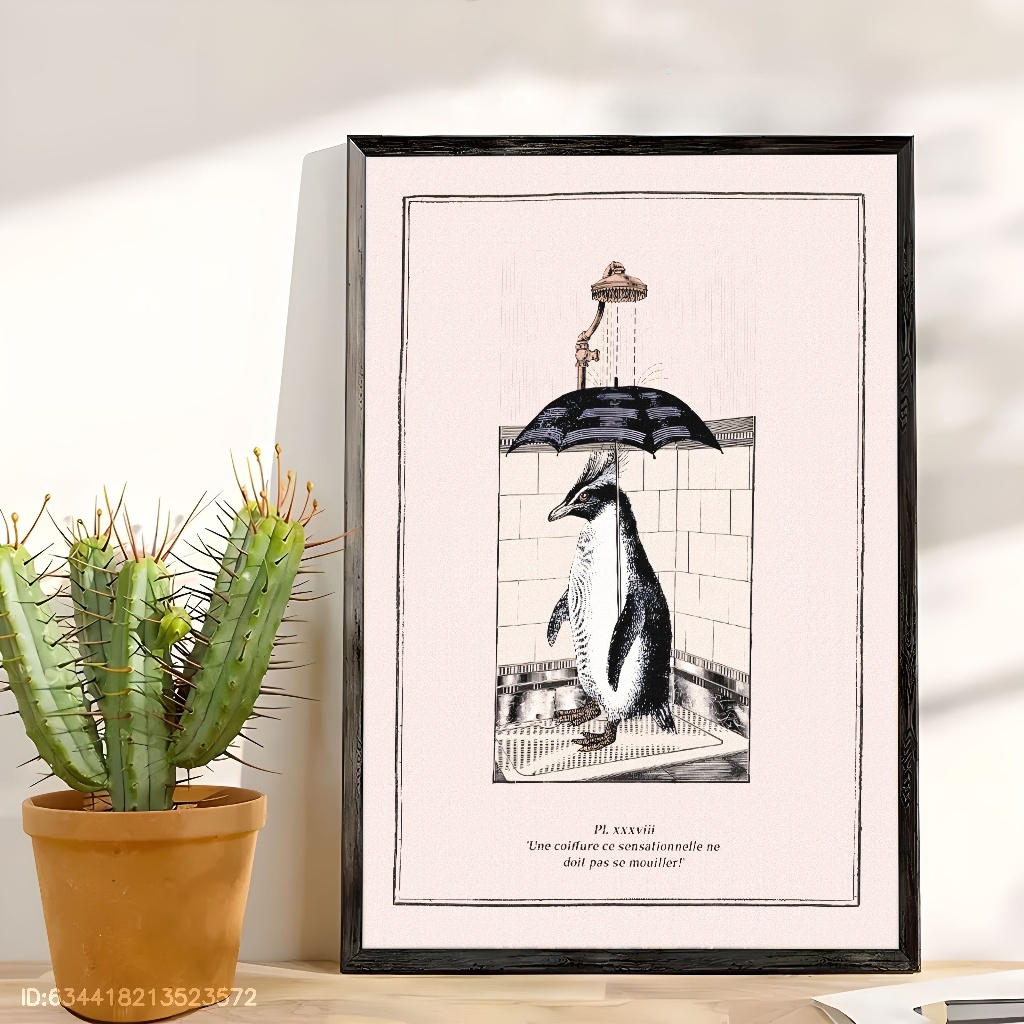 Pl. xxxviii
'Une coiffure ce sensationnelle ne
doit pas se mouiller!'
ID:634418213523572